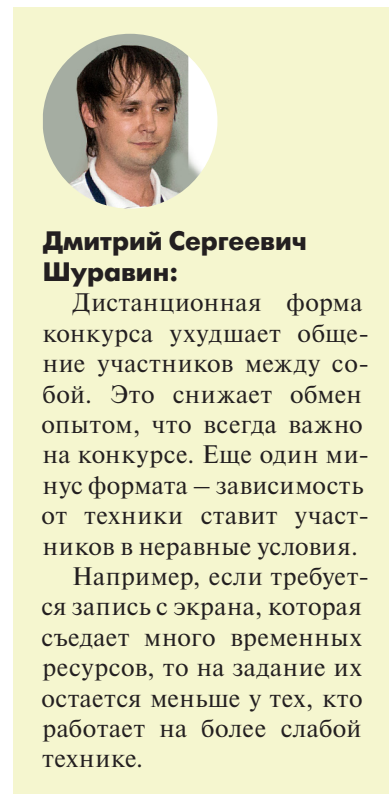 Дмитрий Сергеевич
Шуравин:
Дистанционная форма
конкурса ухудшает обще-
ние участников между со-
бой. Это снижает обмен
опытом, что всегда важно
на конкурсе. Еще один ми-
нус формата – зависимость
от техники ставит участ-
ников в неравные условия.
Например, если требует-
ся запись с экрана, которая
съедает много временных
ресурсов, то на задание их
остается меньше у тех, кто
работает на более слабой
технике.